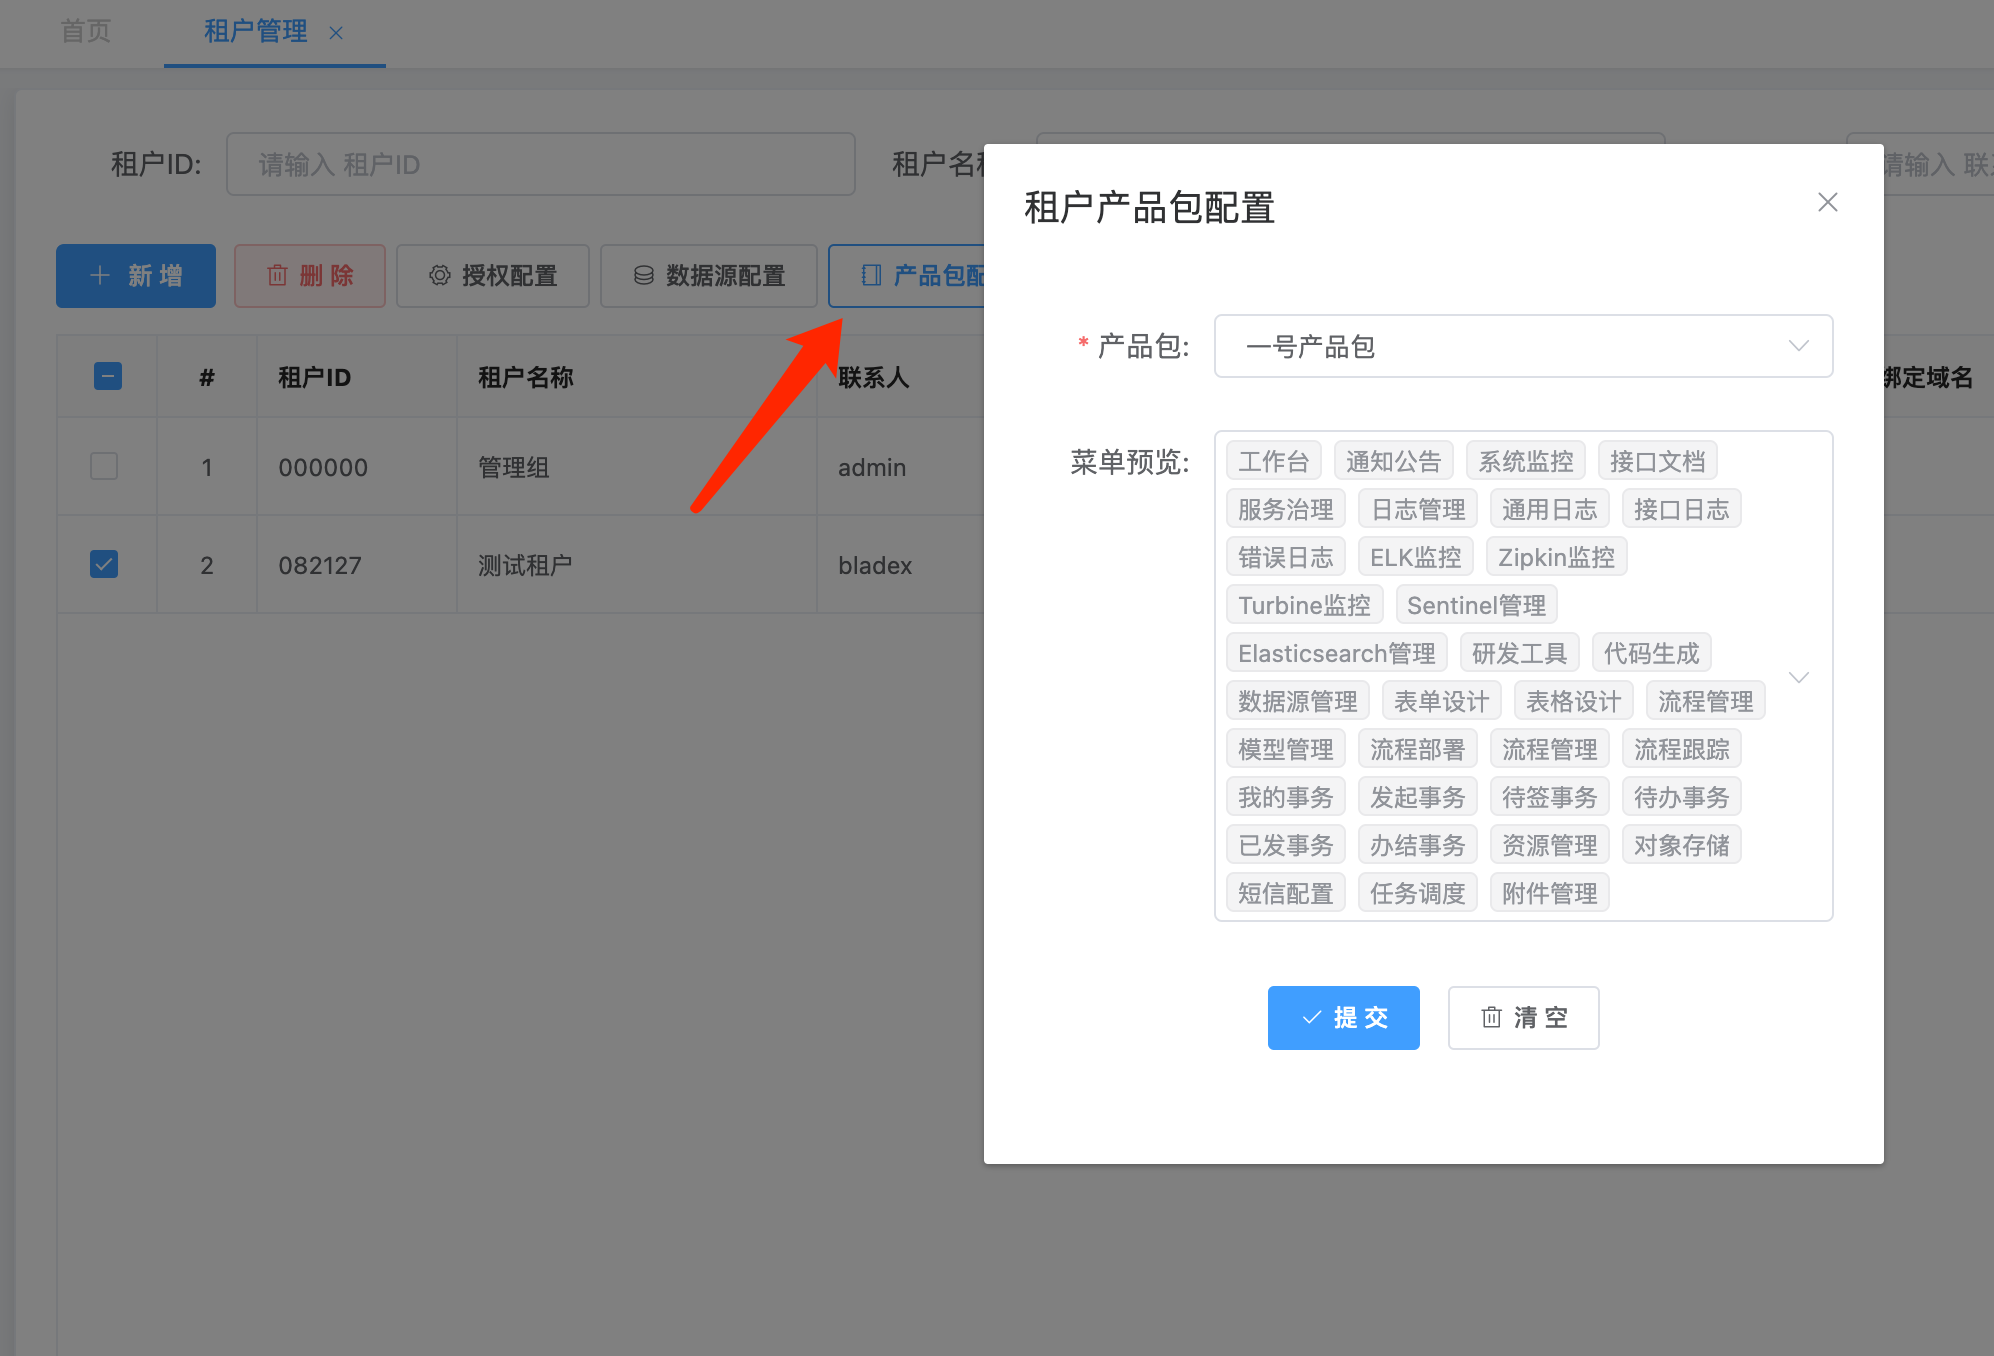 首页 租户管理
租户ID: 请输入 租户ID 租户名 请输入 联
新 增 删 除 授权配置 数据源配置 产品包配
# 租户ID 租户名称 联系人 绑定域名
1 000000 管理组 admin
2 082127 测试租户 bladex
租户产品包配置
* 产品包: 一号产品包
菜单预览: 工作台 通知公告 系统监控 接口文档
服务治理 日志管理 通用日志 接口日志
错误日志 ELK监控 Zipkin监控
Turbine监控 Sentinel管理
Elasticsearch管理 研发工具 代码生成
数据源管理 表单设计 表格设计 流程管理
模型管理 流程部署 流程管理 流程跟踪
我的事务 发起事务 待签事务 待办事务
已发事务 办结事务 资源管理 对象存储
短信配置 任务调度 附件管理
提 交 清 空